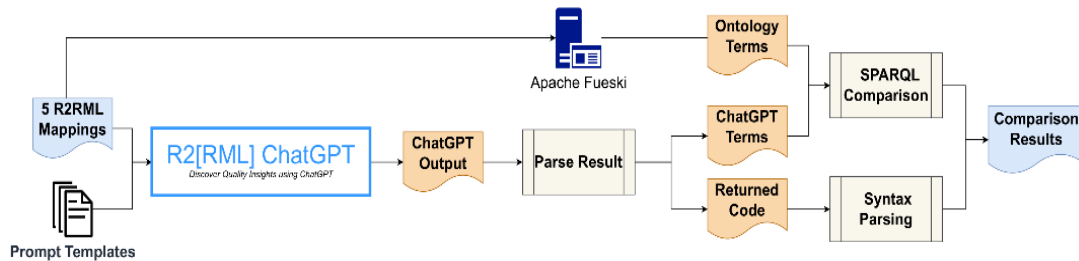 Ontology
Terms
Apache Fueski
SPARQL
Comparison
5 R2RML
Mappings
ChatGPT
Terms
Comparison
Results
R2[RML] ChatGPT
Discover Quality Insights using ChatGPT
ChatGPT
Output
Parse Result
Returned
Code
Syntax
Parsing
Prompt Templates